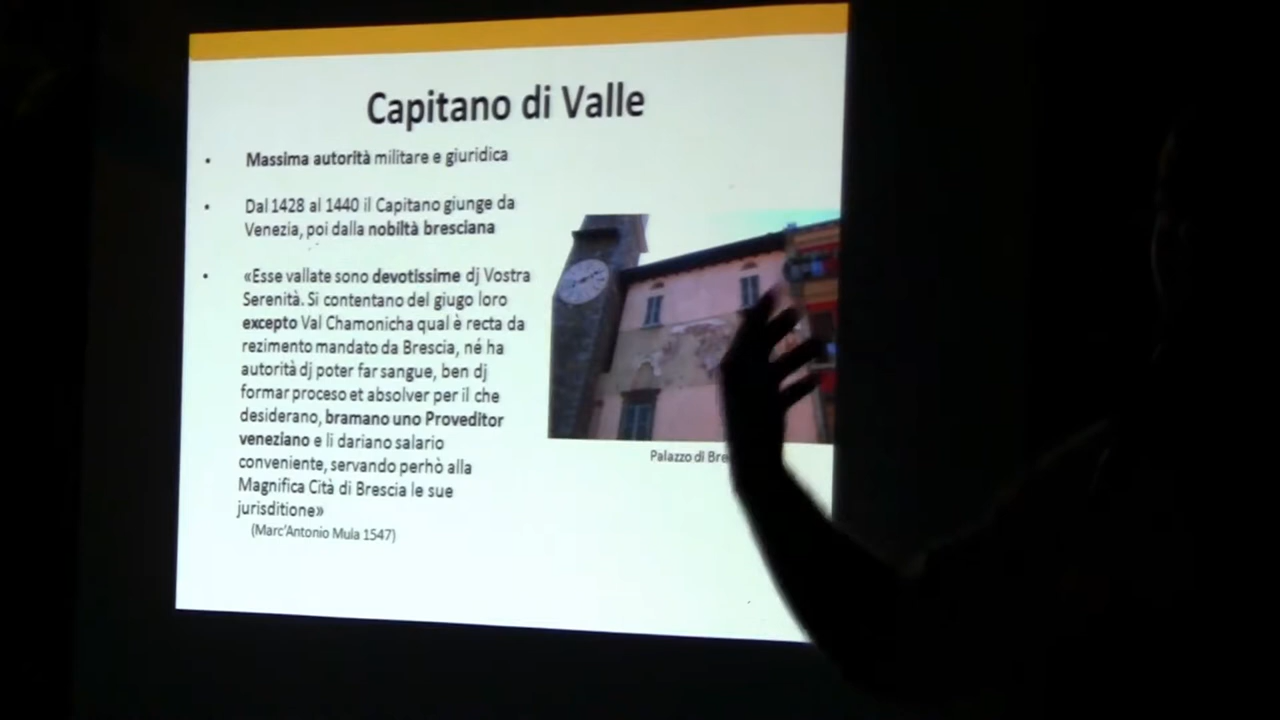 Capitano di Valle
• Massima autorità militare e giuridica
• Dal 1428 al 1440 il Capitano giunge da
Venezia, poi dalla nobiltà bresciana
• «Esse vallate sono devotissime dj Vostra
Serenità. Si contentano del giugo loro
excepto Val Chamonicha qual è recta da
rezimento mandato da Brescia, né ha
autorità dj poter far sangue, ben dj
formar proceso et absolver per il che
desiderano, bramano uno Proveditor
veneziano e li dariano salario
conveniente, servando perhò alla
Magnifica Cità di Brescia le sue
jurisditione»
(Marc'Antonio Mula 1547)
Palazzo di